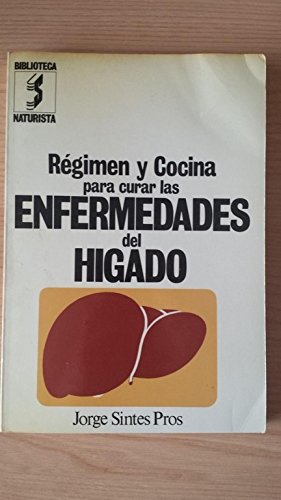 BIBLIOTECA
S
NATURISTA
Régimen y Cocina
para curar las
ENFERMEDADES
del
HIGADO
Jorge Sintes Pros